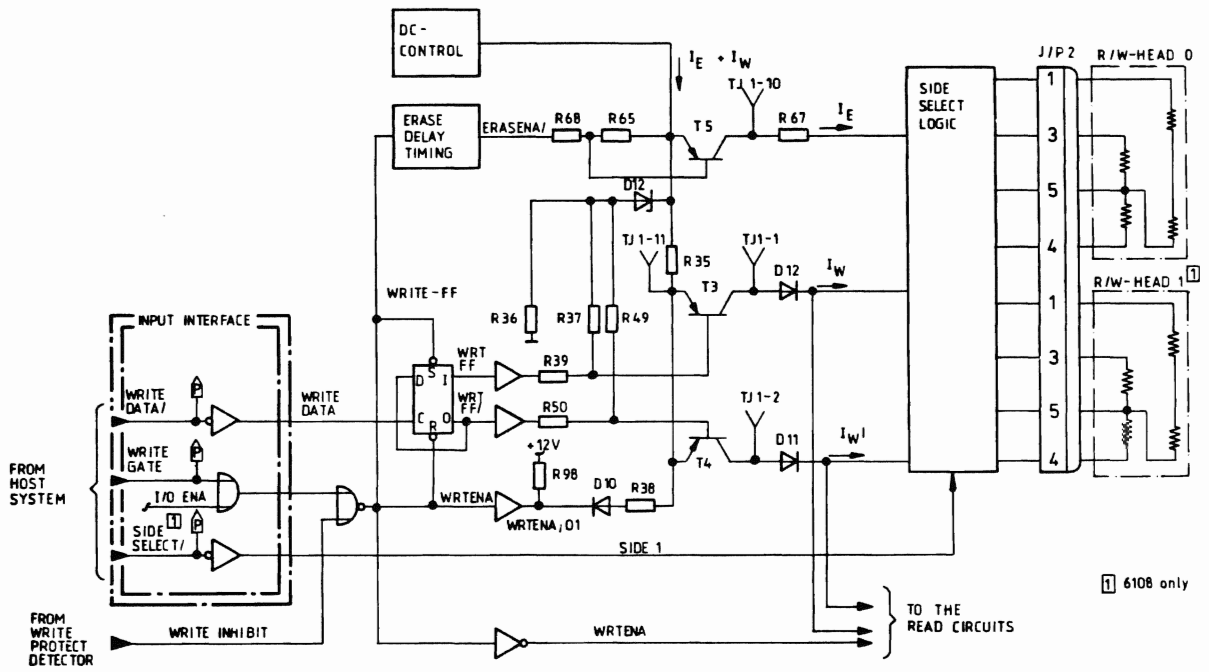 DC-
CONTROL
I_E + I_W
TJ1-10
J/P2
R/W-HEAD 0
ERASE
DELAY
TIMING
ERASENA/
R68
R65
T5
R67
I_E
SIDE
SELECT
LOGIC
1
3
5
4
D12
TJ1-11
R35
TJ1-1
D12
I_W
T3
R/W-HEAD 1
1
WRITE-FF
R36
R37
R49
1
3
5
4
INPUT INTERFACE
D
S
I
C
R
O
WRT
FF
R39
WRT
FF/
R50
WRITE
DATA/
P
WRITE
DATA
TJ1-2
D11
I_W I
T4
+12V
R98
D10
R38
FROM
HOST
SYSTEM
WRITE
GATE
P
I/O ENA
1
P
SIDE
SELECT/
WRTENA
WRTENA,01
SIDE 1
1 6108 only
FROM
WRITE
PROTECT
DETECTOR
WRITE INHIBIT
WRTENA
TO THE
READ CIRCUITS